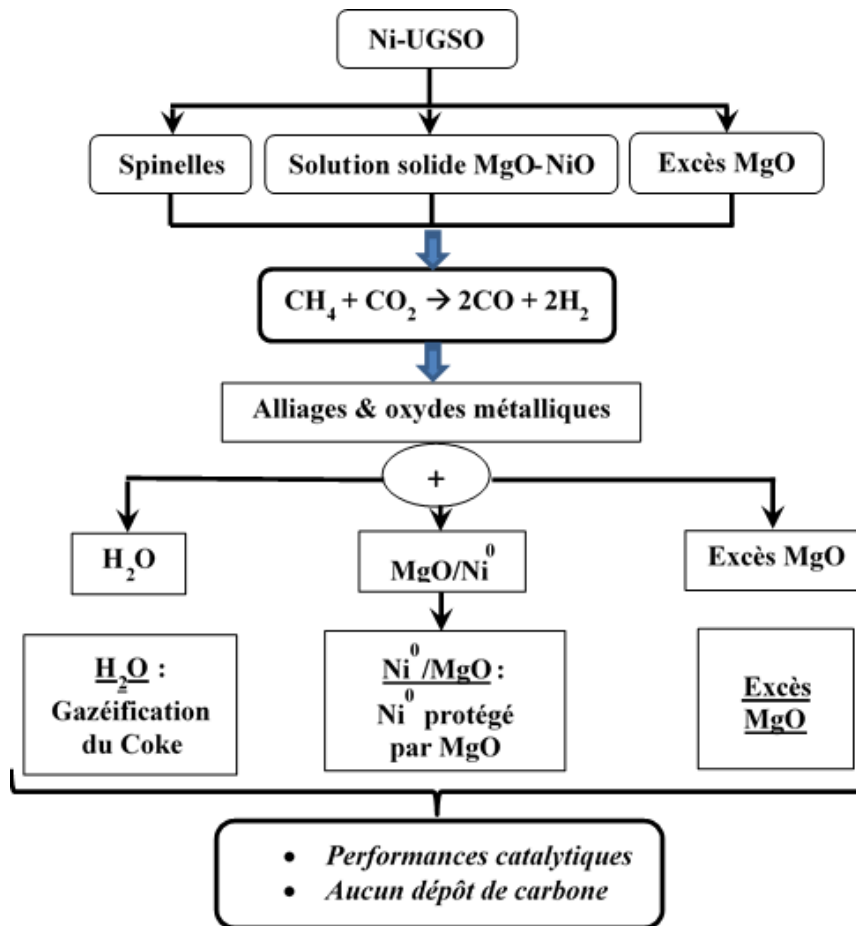 Ni-UGSO
Spinelles
Solution solide MgO-NiO
Excès MgO
CH₄ + CO₂ → 2CO + 2H₂
Alliages & oxydes métalliques
+
H₂O
MgO/Ni⁰
Excès MgO
H₂O :
Gazéification
du Coke
Ni⁰/MgO :
Ni⁰ protégé
par MgO
Excès
MgO
• Performances catalytiques
• Aucun dépôt de carbone